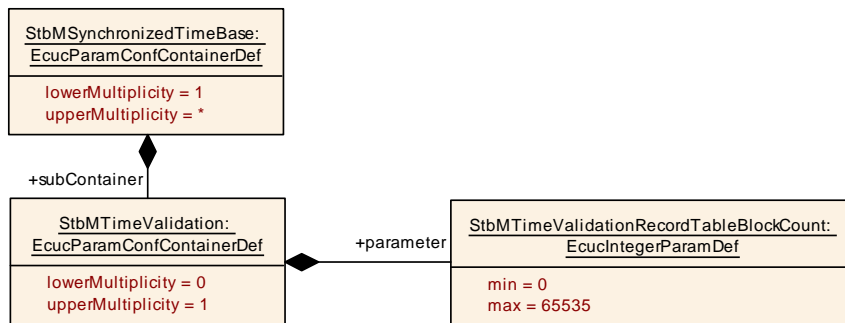 StbMSynchronizedTimeBase:
EcucParamConfContainerDef
lowerMultiplicity = 1
upperMultiplicity = *
+subContainer
StbMTimeValidation:
EcucParamConfContainerDef
lowerMultiplicity = 0
upperMultiplicity = 1
+parameter
StbMTimeValidationRecordTableBlockCount:
EcucIntegerParamDef
min = 0
max = 65535